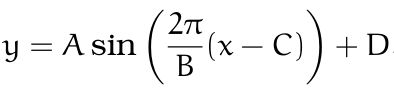 y = A sin(2π/B (x − C)) + D.